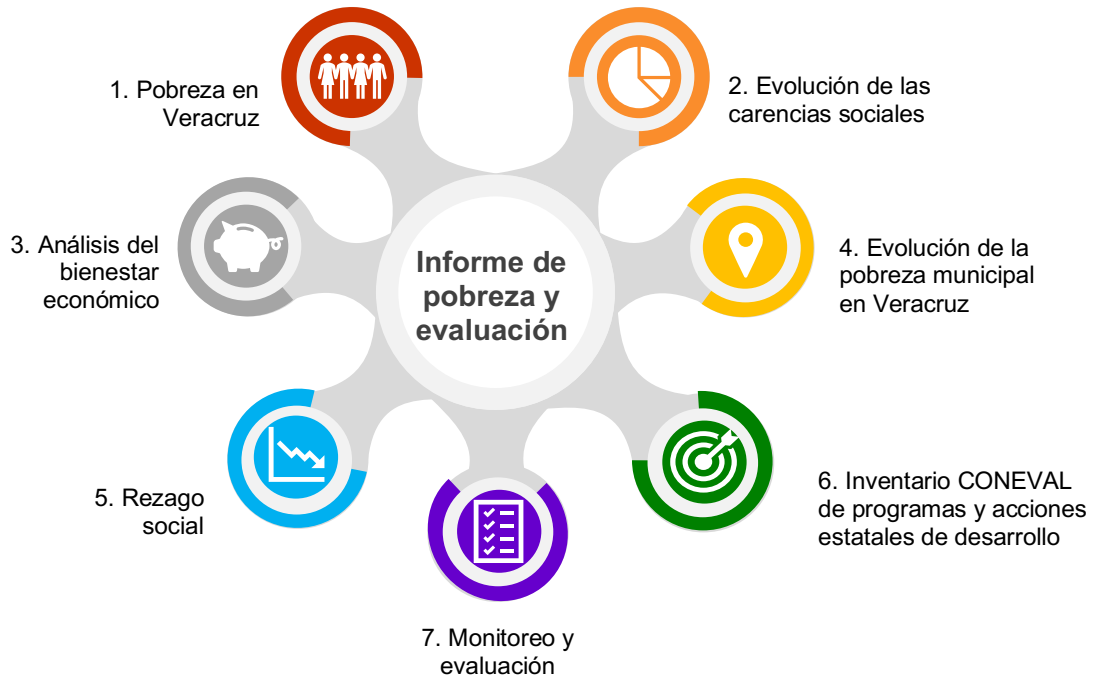 1. Pobreza en
Veracruz
2. Evolución de las
carencias sociales
3. Análisis del
bienestar
económico
Informe de
pobreza y
evaluación
4. Evolución de la
pobreza municipal
en Veracruz
5. Rezago
social
6. Inventario CONEVAL
de programas y acciones
estatales de desarrollo
7. Monitoreo y
evaluación